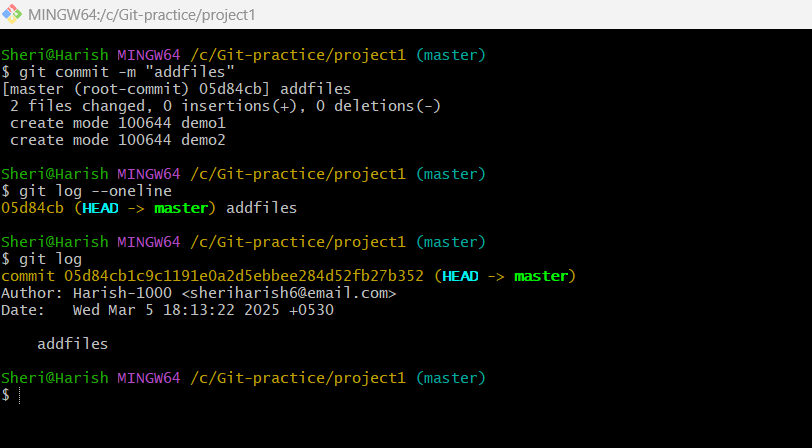 MINGW64:/c/Git-practice/project1
Sheri@Harish MINGW64 /c/Git-practice/project1 (master)
$ git commit -m "addfiles"
[master (root-commit) 05d84cb] addfiles
 2 files changed, 0 insertions(+), 0 deletions(-)
 create mode 100644 demo1
 create mode 100644 demo2
Sheri@Harish MINGW64 /c/Git-practice/project1 (master)
$ git log --oneline
05d84cb (HEAD -> master) addfiles
Sheri@Harish MINGW64 /c/Git-practice/project1 (master)
$ git log
commit 05d84cb1c9c1191e0a2d5ebbee284d52fb27b352 (HEAD -> master)
Author: Harish-1000 <sheriharish6@email.com>
Date:   Wed Mar 5 18:13:22 2025 +0530
    addfiles
Sheri@Harish MINGW64 /c/Git-practice/project1 (master)
$